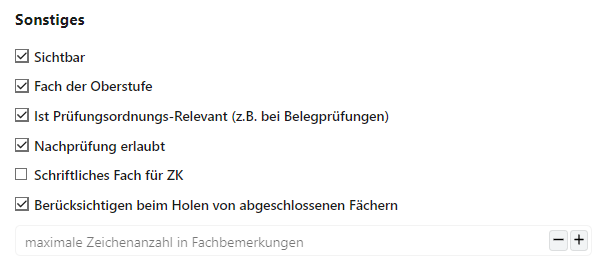 Sonstiges
Sichtbar
Fach der Oberstufe
Ist Prüfungsordnungs-Relevant (z.B. bei Belegprüfungen)
Nachprüfung erlaubt
Schriftliches Fach für ZK
Berücksichtigen beim Holen von abgeschlossenen Fächern
maximale Zeichenanzahl in Fachbemerkungen